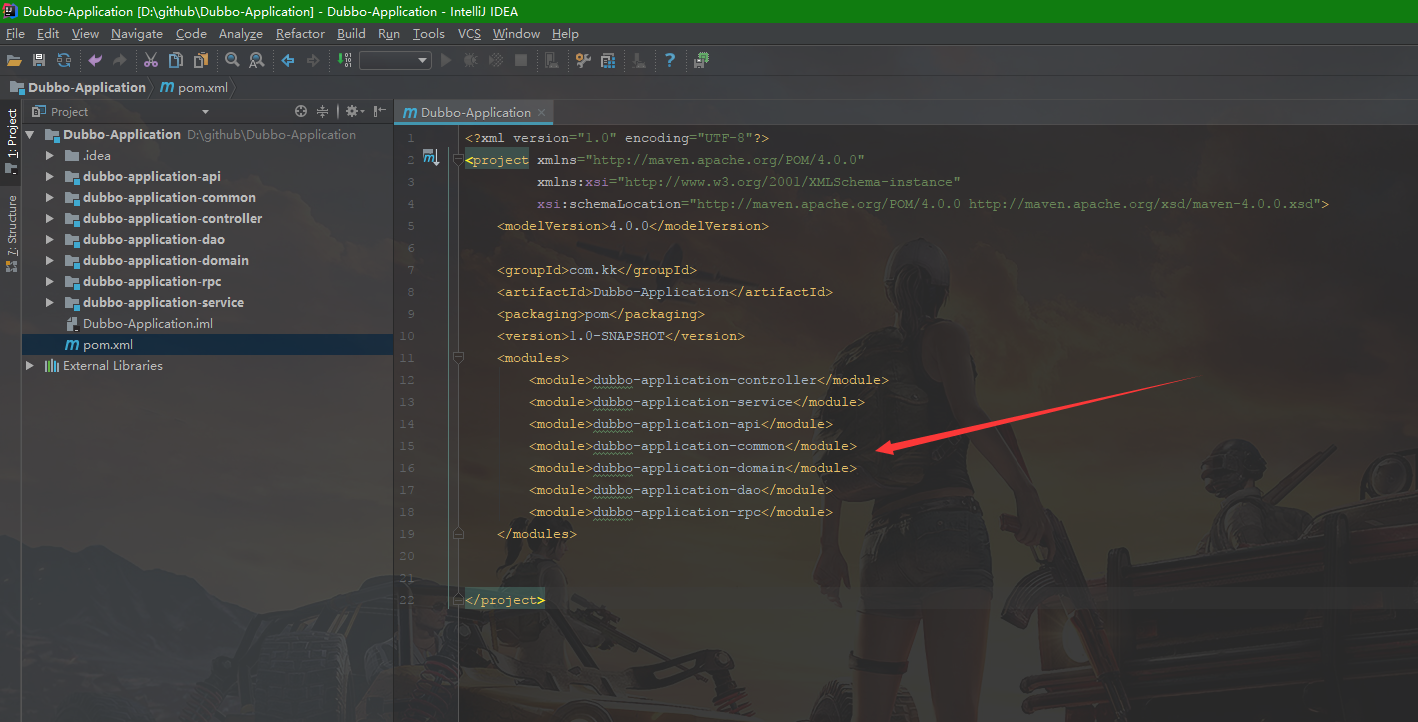 Dubbo-Application [D:\github\Dubbo-Application] - Dubbo-Application - IntelliJ IDEA
File Edit View Navigate Code Analyze Refactor Build Run Tools VCS Window Help
Dubbo-Application m pom.xml
1: Project
7: Structure
Project
Dubbo-Application D:\github\Dubbo-Application
.idea
dubbo-application-api
dubbo-application-common
dubbo-application-controller
dubbo-application-dao
dubbo-application-domain
dubbo-application-rpc
dubbo-application-service
Dubbo-Application.iml
m pom.xml
External Libraries
m Dubbo-Application
1 <?xml version="1.0" encoding="UTF-8"?>
2 <project xmlns="http://maven.apache.org/POM/4.0.0"
3 xmlns:xsi="http://www.w3.org/2001/XMLSchema-instance"
4 xsi:schemaLocation="http://maven.apache.org/POM/4.0.0 http://maven.apache.org/xsd/maven-4.0.0.xsd">
5 <modelVersion>4.0.0</modelVersion>
6
7 <groupId>com.kk</groupId>
8 <artifactId>Dubbo-Application</artifactId>
9 <packaging>pom</packaging>
10 <version>1.0-SNAPSHOT</version>
11 <modules>
12 <module>dubbo-application-controller</module>
13 <module>dubbo-application-service</module>
14 <module>dubbo-application-api</module>
15 <module>dubbo-application-common</module>
16 <module>dubbo-application-domain</module>
17 <module>dubbo-application-dao</module>
18 <module>dubbo-application-rpc</module>
19 </modules>
20
21
22 </project>